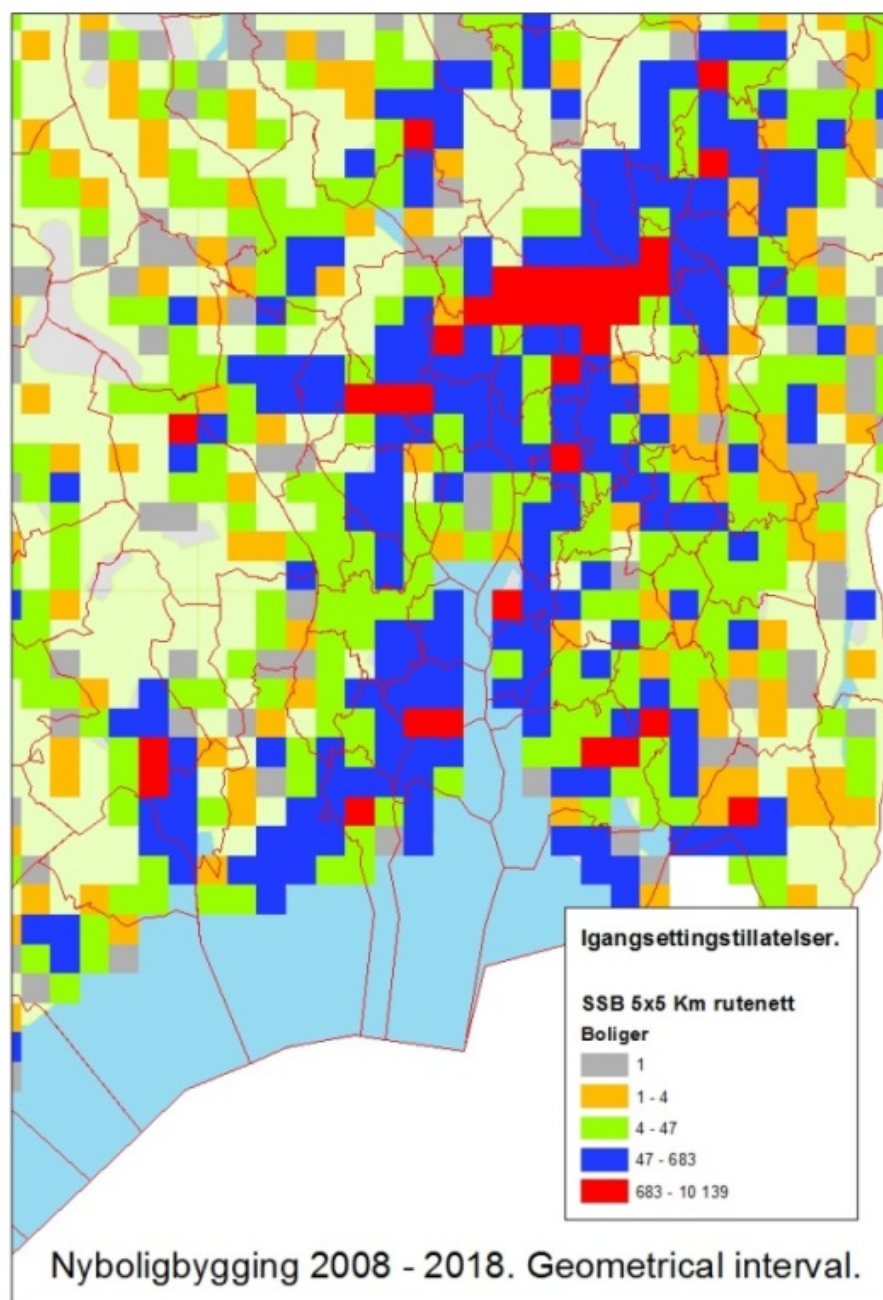 Igangsettingstillatelser.
SSB 5x5 Km rutenett
Boliger
1
1 - 4
4 - 47
47 - 683
683 - 10 139
Nyboligbygging 2008 - 2018. Geometrical interval.